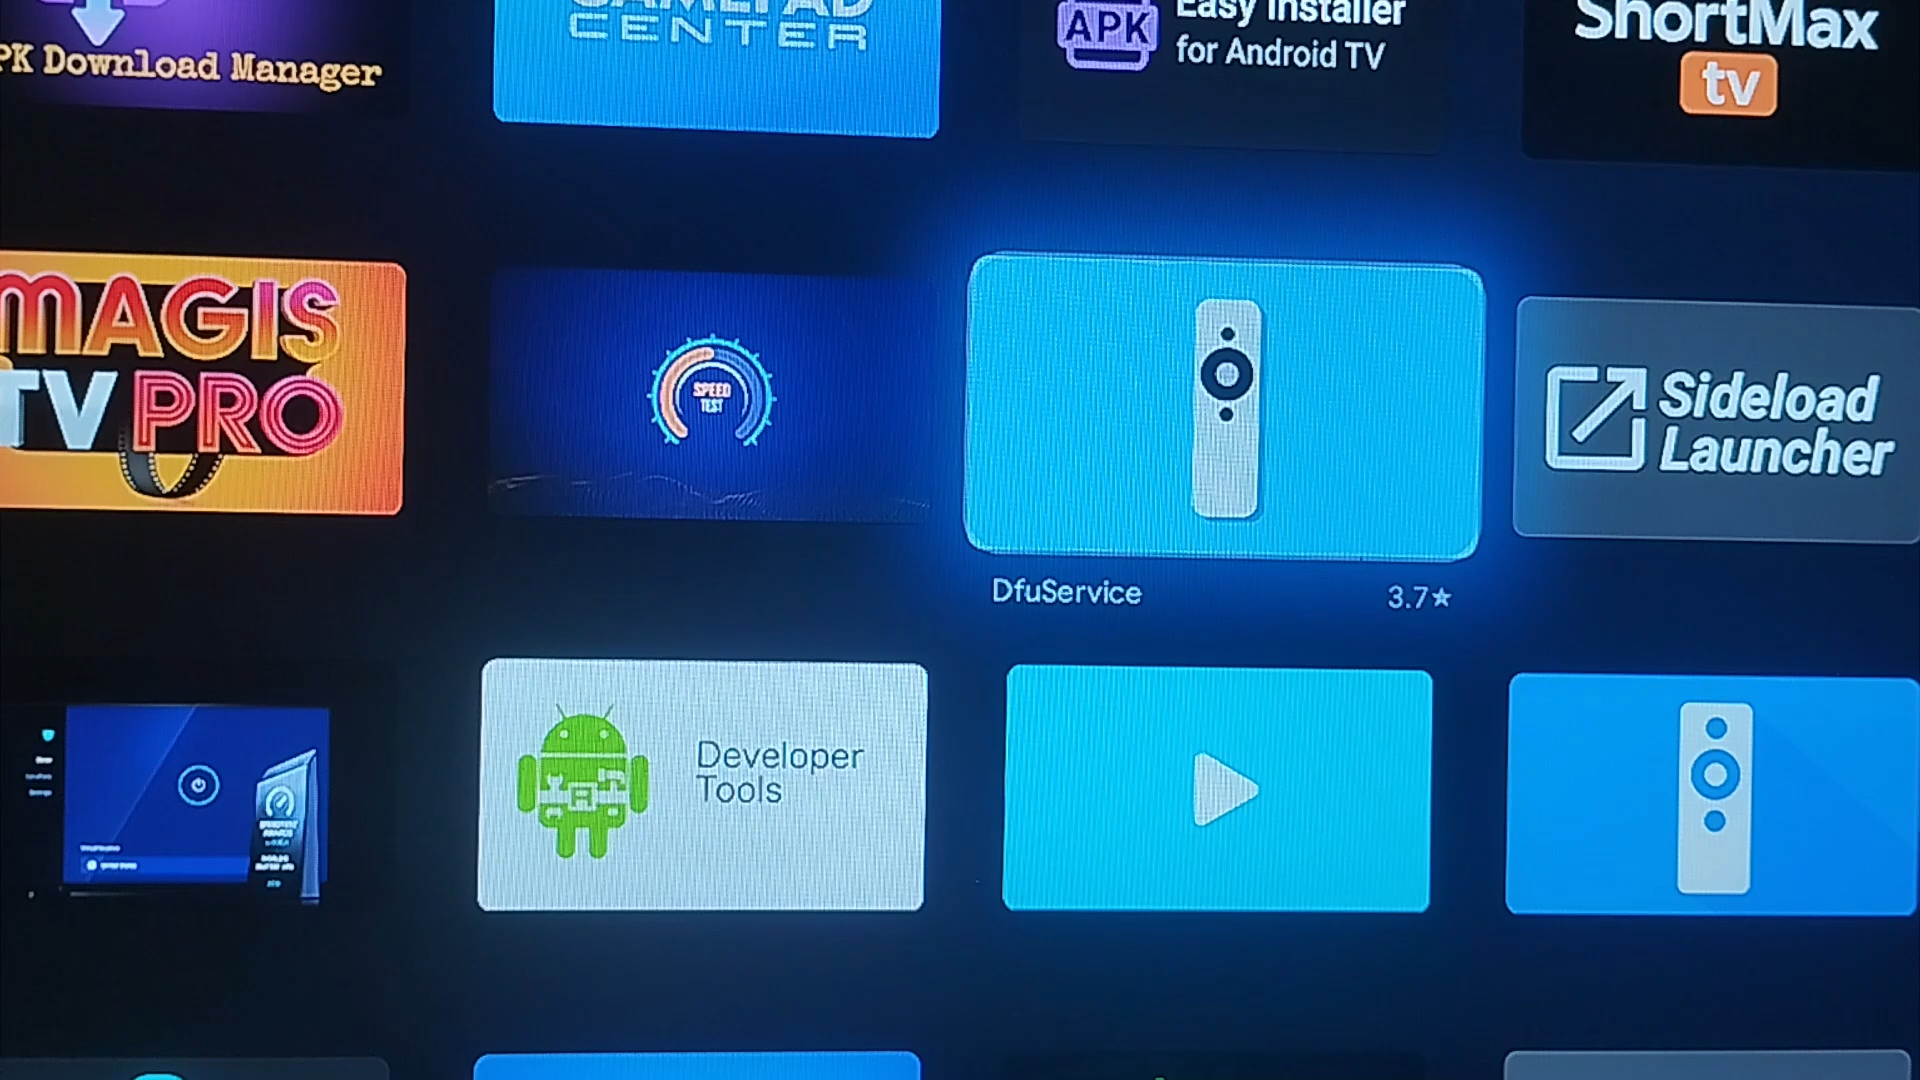 PK Download Manager
CENTER
APK
Easy Installer
for Android TV
ShortMax
tv
MAGIS
TV PRO
SPEED
TEST
Sideload
Launcher
DfuService
3.7★
Developer
Tools